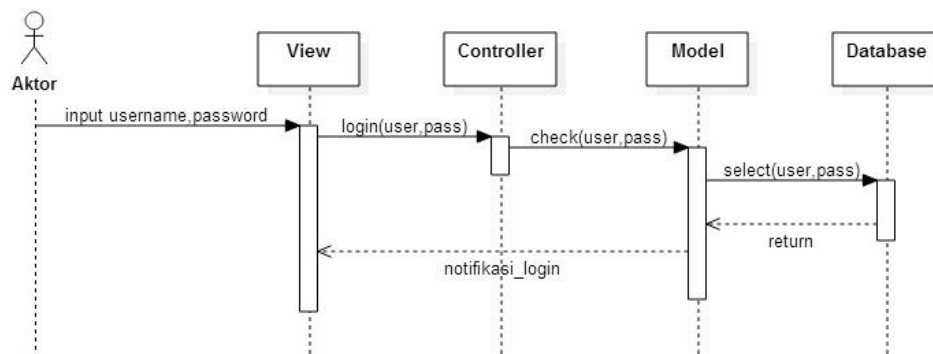 Aktor
View
Controller
Model
Database
input username,password
login(user,pass)
check(user,pass)
select(user,pass)
return
notifikasi_login